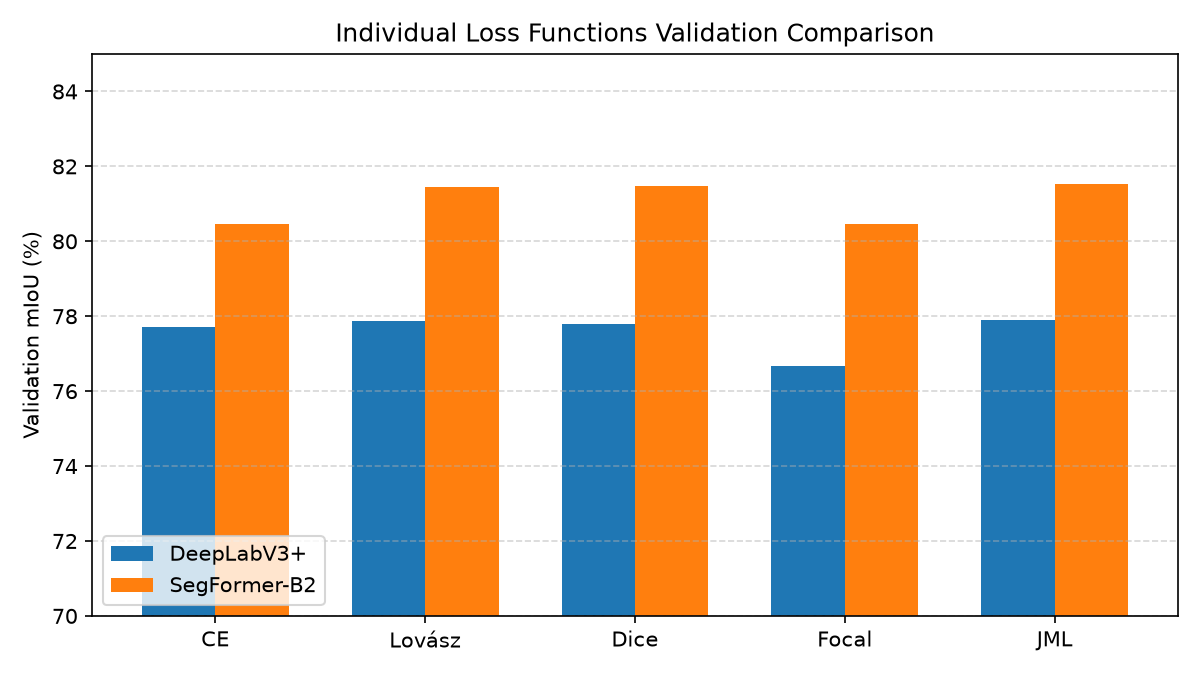 Individual Loss Functions Validation Comparison
Validation mIoU (%)
84
82
80
78
76
74
72
70
DeepLabV3+
SegFormer-B2
CE
Lovász
Dice
Focal
JML